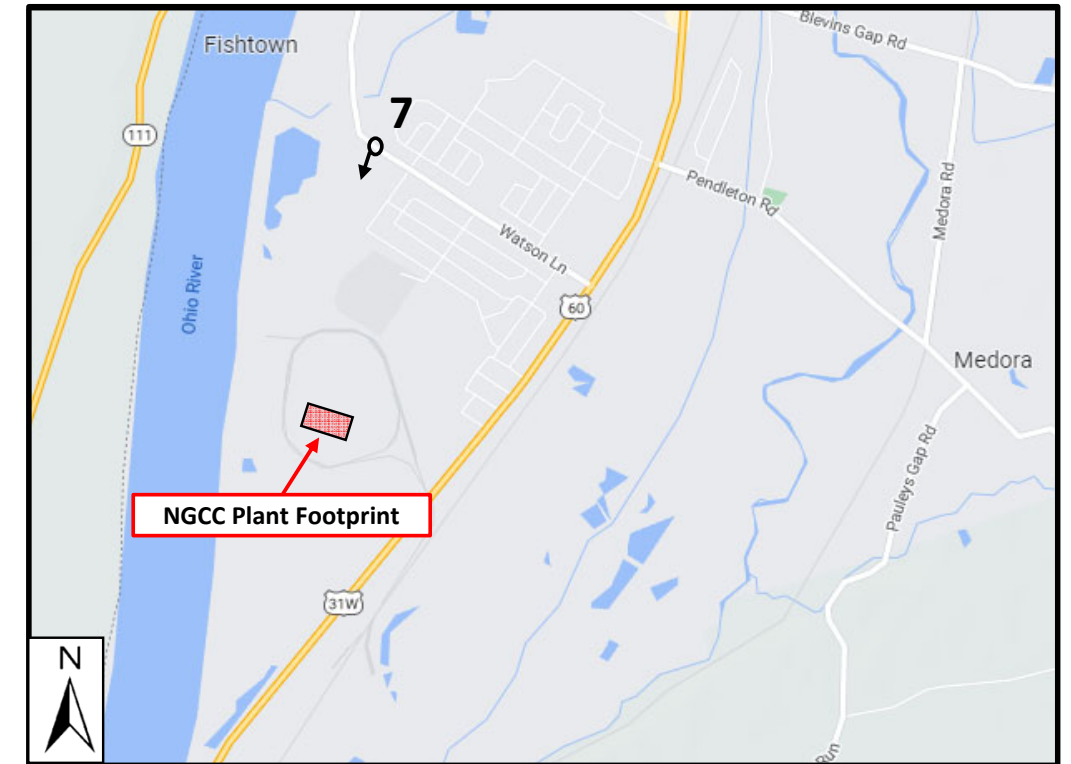 Fishtown
Blevins Gap Rd
7
111
Pendleton Rd
Medora Rd
Watson Ln
Ohio River
60
Medora
NGCC Plant Footprint
Pauleys Gap Rd
31W
N
Run